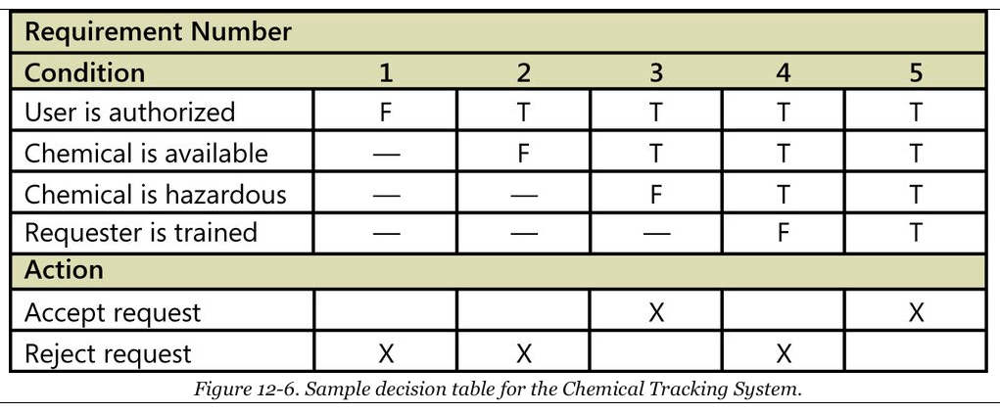 Requirement Number
Condition 1 2 3 4 5
User is authorized F T T T T
Chemical is available — F T T T
Chemical is hazardous — — F T T
Requester is trained — — — F T
Action
Accept request X X
Reject request X X X
Figure 12-6. Sample decision table for the Chemical Tracking System.